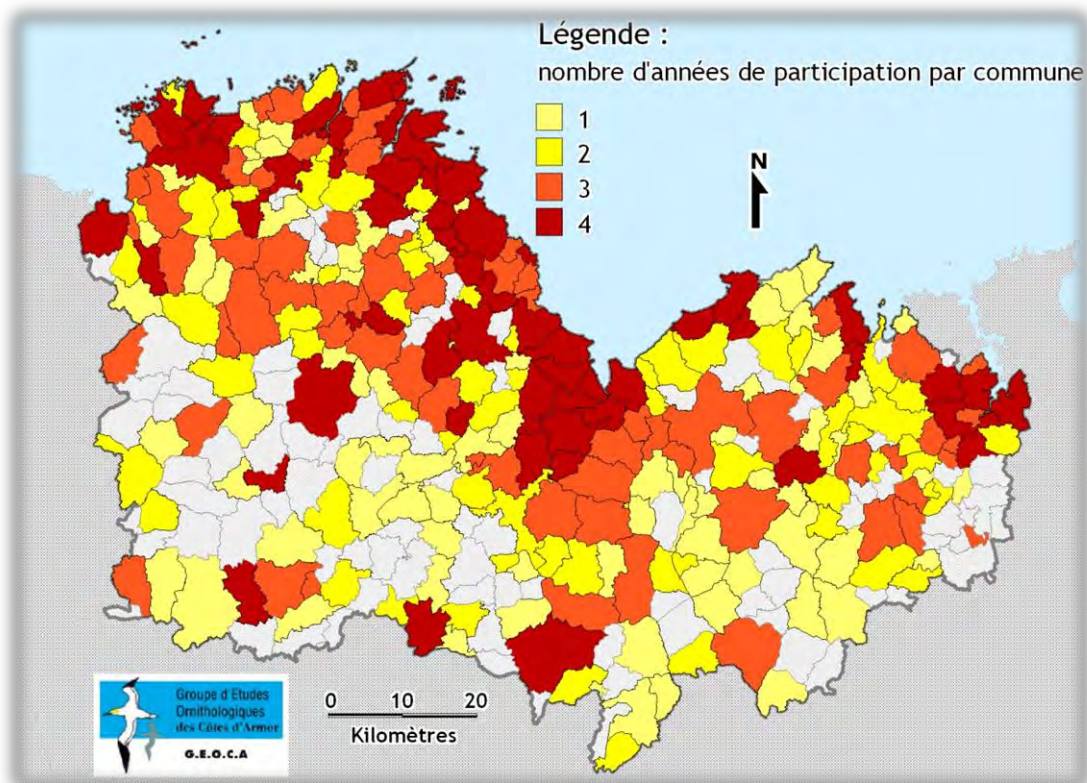 Légende :
nombre d'années de participation par commune
1
2
3
4
N
Groupe d'Etudes
Ornithologiques
des Côtes d'Armor
G.E.O.C.A
0 10 20
Kilomètres